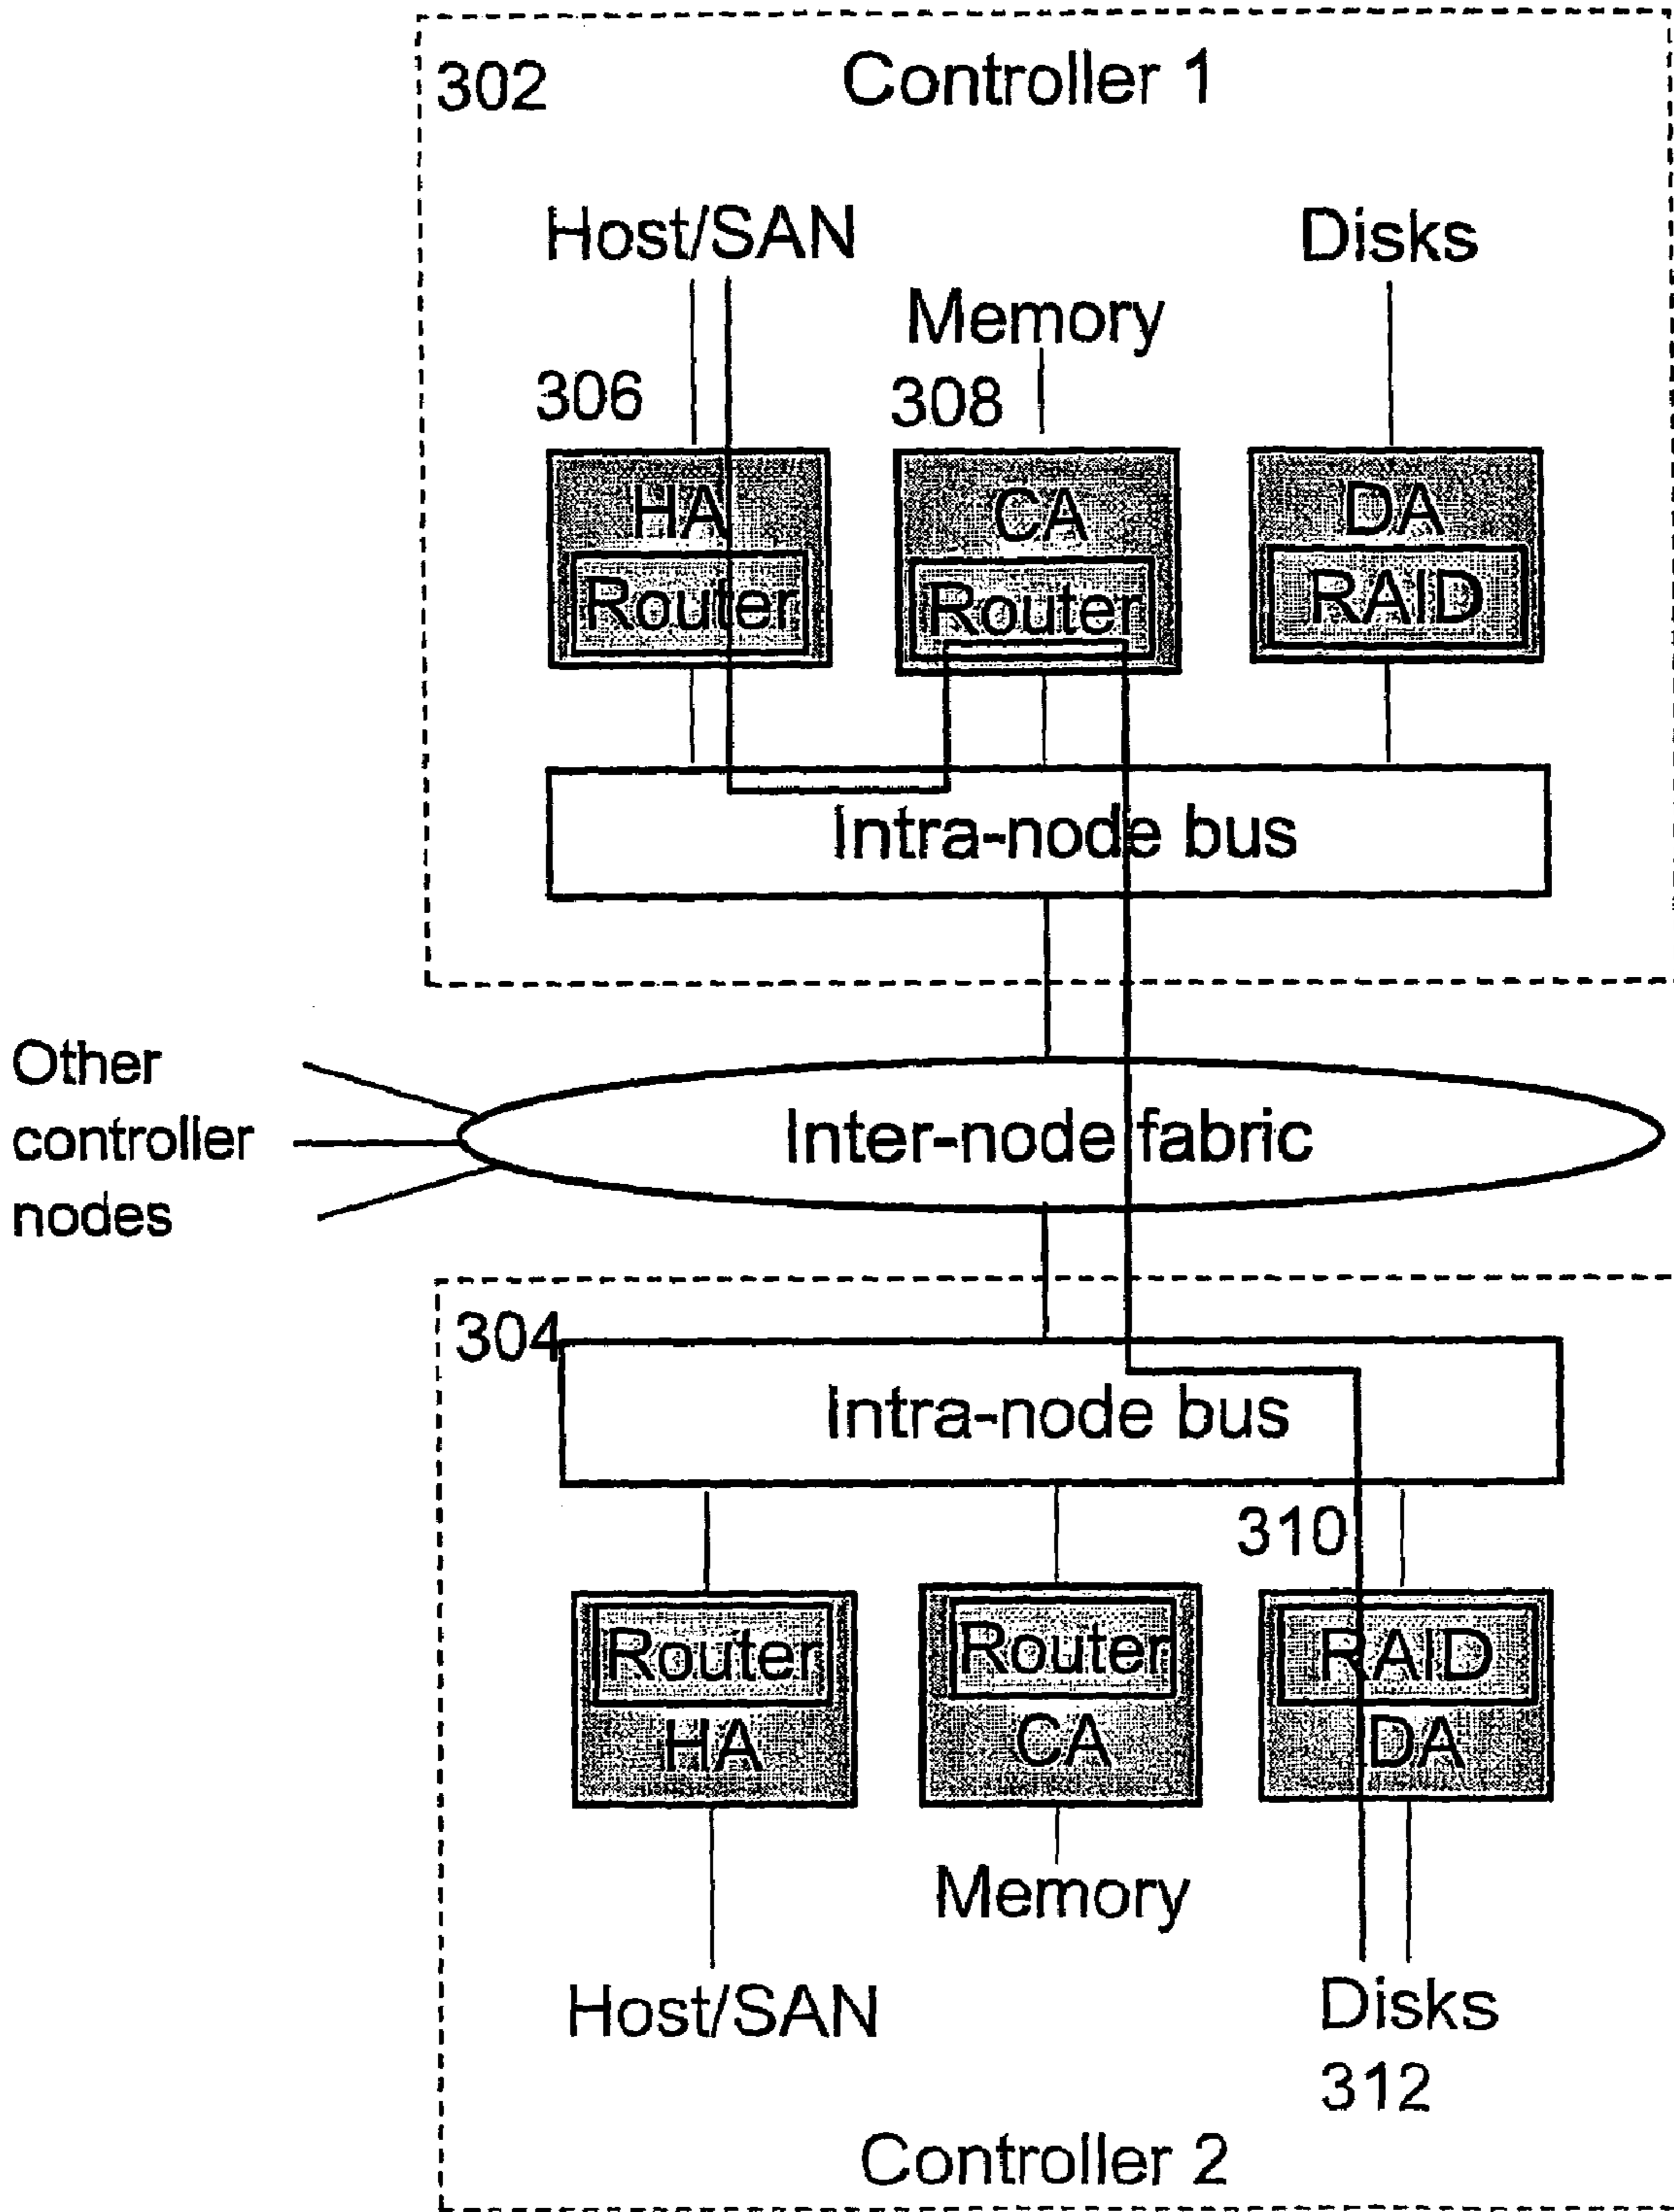 302
Controller 1
Host/SAN
Disks
Memory
306
308
HA
CA
DA
Router
Router
RAID
Intra-node bus
Other
controller
nodes
Inter-node fabric
304
Intra-node bus
310
Router
Router
RAID
HA
CA
DA
Memory
Host/SAN
Disks
312
Controller 2